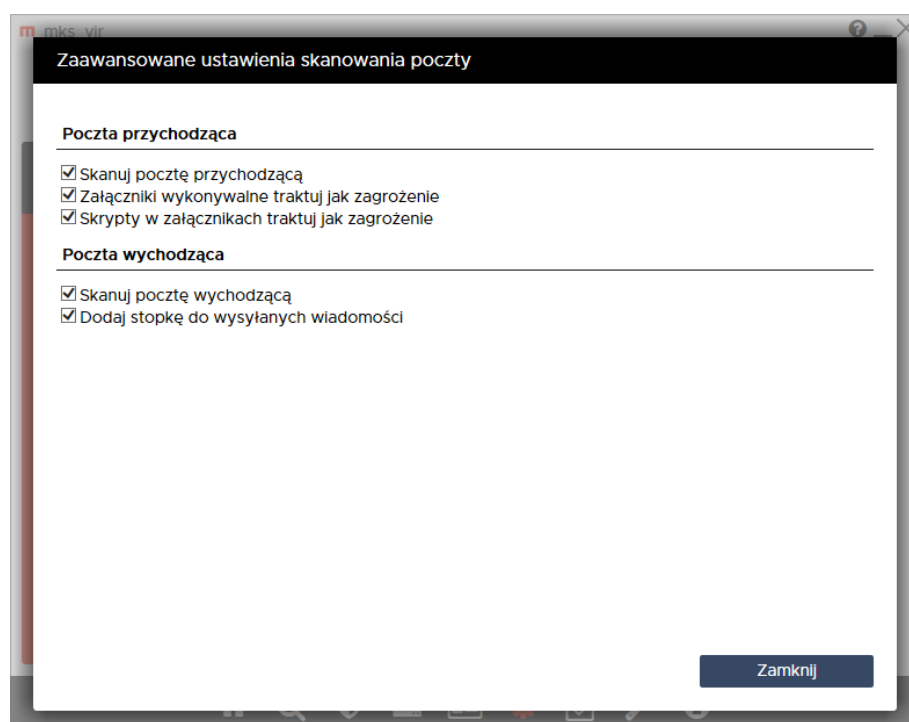 mks_vir
Zaawansowane ustawienia skanowania poczty
Poczta przychodząca
Skanuj pocztę przychodzącą
Załączniki wykonywalne traktuj jak zagrożenie
Skrypty w załącznikach traktuj jak zagrożenie
Poczta wychodząca
Skanuj pocztę wychodzącą
Dodaj stopkę do wysyłanych wiadomości
Zamknij